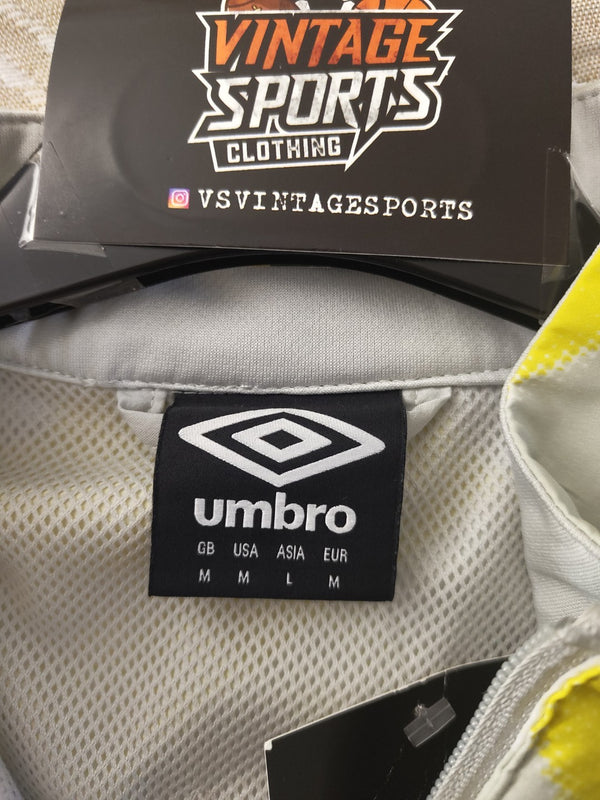 VINTAGE
SPORTS
CLOTHING
VSVINTAGESPORTS
umbro
GB USA ASIA EUR
M M L M